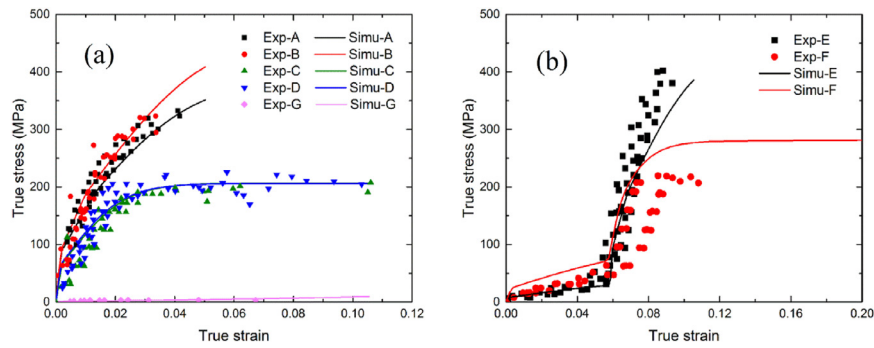 (a)
500
400
300
200
100
0
True stress (MPa)
Exp-A Simu-A
Exp-B Simu-B
Exp-C Simu-C
Exp-D Simu-D
Exp-G Simu-G
0.00 0.02 0.04 0.06 0.08 0.10 0.12
True strain
(b)
500
400
300
200
100
0
True stress (MPa)
Exp-E
Exp-F
Simu-E
Simu-F
0.00 0.04 0.08 0.12 0.16 0.20
True strain